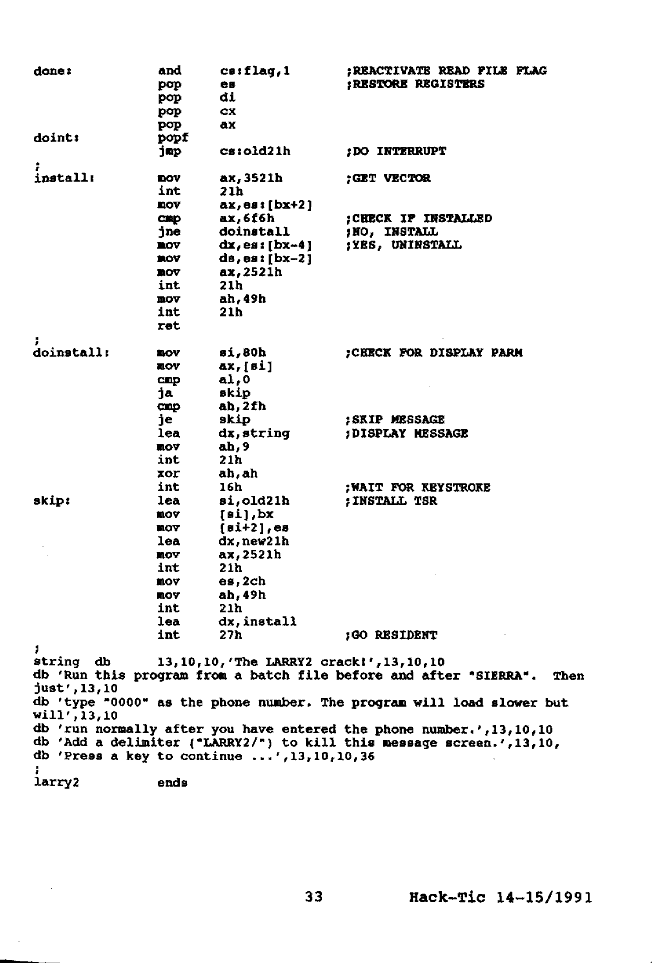 done: and cs:flag,1 ;REACTIVATE READ FILE FLAG
pop es ;RESTORE REGISTERS
pop di
pop cx
pop ax
doint: popf
jmp cs:old21h ;DO INTERRUPT
;
install: mov ax,3521h ;GET VECTOR
int 21h
mov ax,es:[bx+2]
cmp ax,6f6h ;CHECK IF INSTALLED
jne doinstall ;NO, INSTALL
mov dx,es:[bx-4] ;YES, UNINSTALL
mov ds,es:[bx-2]
mov ax,2521h
int 21h
mov ah,49h
int 21h
ret
;
doinstall: mov si,80h ;CHECK FOR DISPLAY PARM
mov ax,[si]
cmp al,0
ja skip
cmp ah,2fh
je skip ;SKIP MESSAGE
lea dx,string ;DISPLAY MESSAGE
mov ah,9
int 21h
xor ah,ah
int 16h ;WAIT FOR KEYSTROKE
skip: lea si,old21h ;INSTALL TSR
mov [si],bx
mov [si+2],es
lea dx,new21h
mov ax,2521h
int 21h
mov es,2ch
mov ah,49h
int 21h
lea dx,install
int 27h ;GO RESIDENT
;
string db 13,10,10,'The LARRY2 crack!',13,10,10
db 'Run this program from a batch file before and after "SIERRA". Then
just',13,10
db 'type "0000" as the phone number. The program will load slower but
will',13,10
db 'run normally after you have entered the phone number.',13,10,10
db 'Add a delimiter ("LARRY2/") to kill this message screen.',13,10,
db 'Press a key to continue ...',13,10,10,36
;
larry2 ends
33 Hack-Tic 14-15/1991